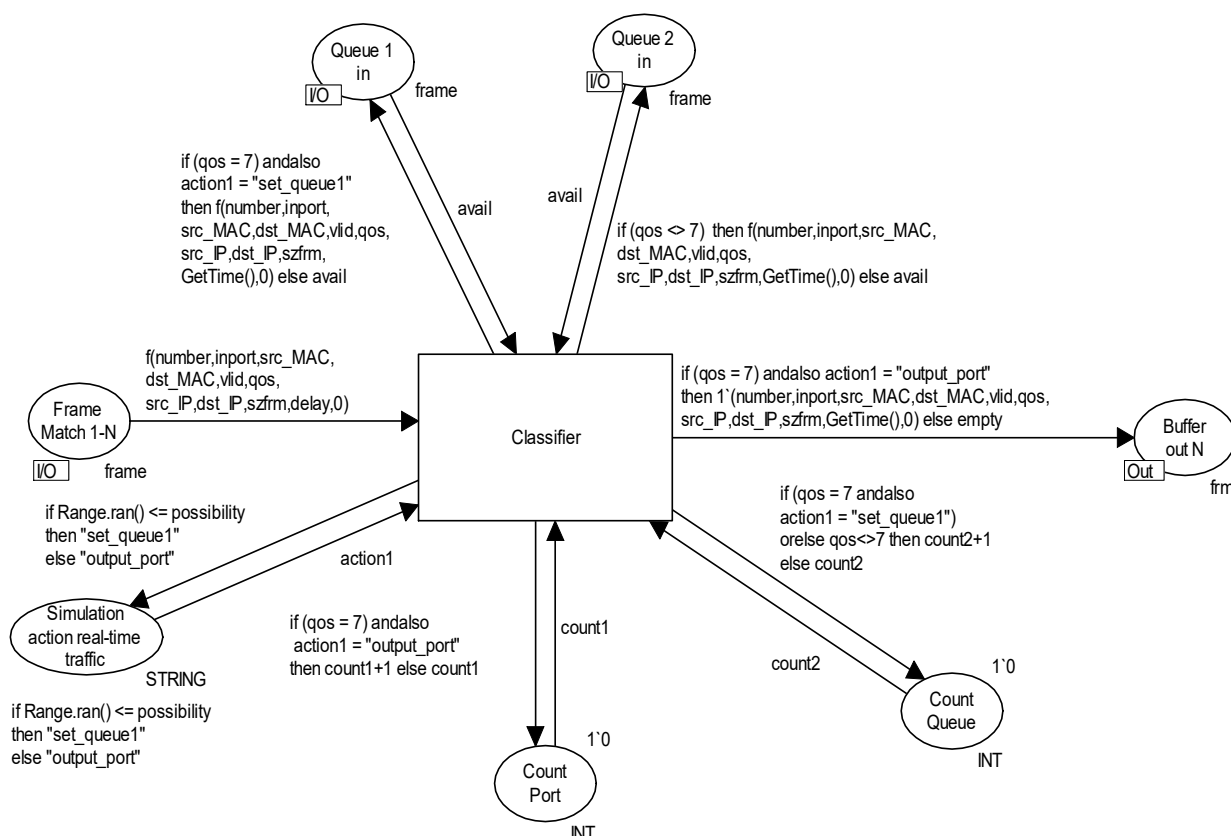 Queue 1
in
I/O
frame
Queue 2
in
I/O
frame
if (qos = 7) andalso
action1 = "set_queue1"
then f(number,inport,
src_MAC,dst_MAC,vlid,qos,
src_IP,dst_IP,szfrm,
GetTime(),0) else avail
avail
avail
if (qos <> 7) then f(number,inport,src_MAC,
dst_MAC,vlid,qos,
src_IP,dst_IP,szfrm,GetTime(),0) else avail
f(number,inport,src_MAC,
dst_MAC,vlid,qos,
src_IP,dst_IP,szfrm,delay,0)
Frame
Match 1-N
I/O
frame
Classifier
if (qos = 7) andalso action1 = "output_port"
then 1`(number,inport,src_MAC,dst_MAC,vlid,qos,
src_IP,dst_IP,szfrm,GetTime(),0) else empty
Buffer
out N
Out
frm
if Range.ran() <= possibility
then "set_queue1"
else "output_port"
action1
Simulation
action real-time
traffic
STRING
if Range.ran() <= possibility
then "set_queue1"
else "output_port"
if (qos = 7) andalso
action1 = "output_port"
then count1+1 else count1
count1
1`0
Count
Port
INT
if (qos = 7 andalso
action1 = "set_queue1")
orelse qos<>7 then count2+1
else count2
count2
1`0
Count
Queue
INT